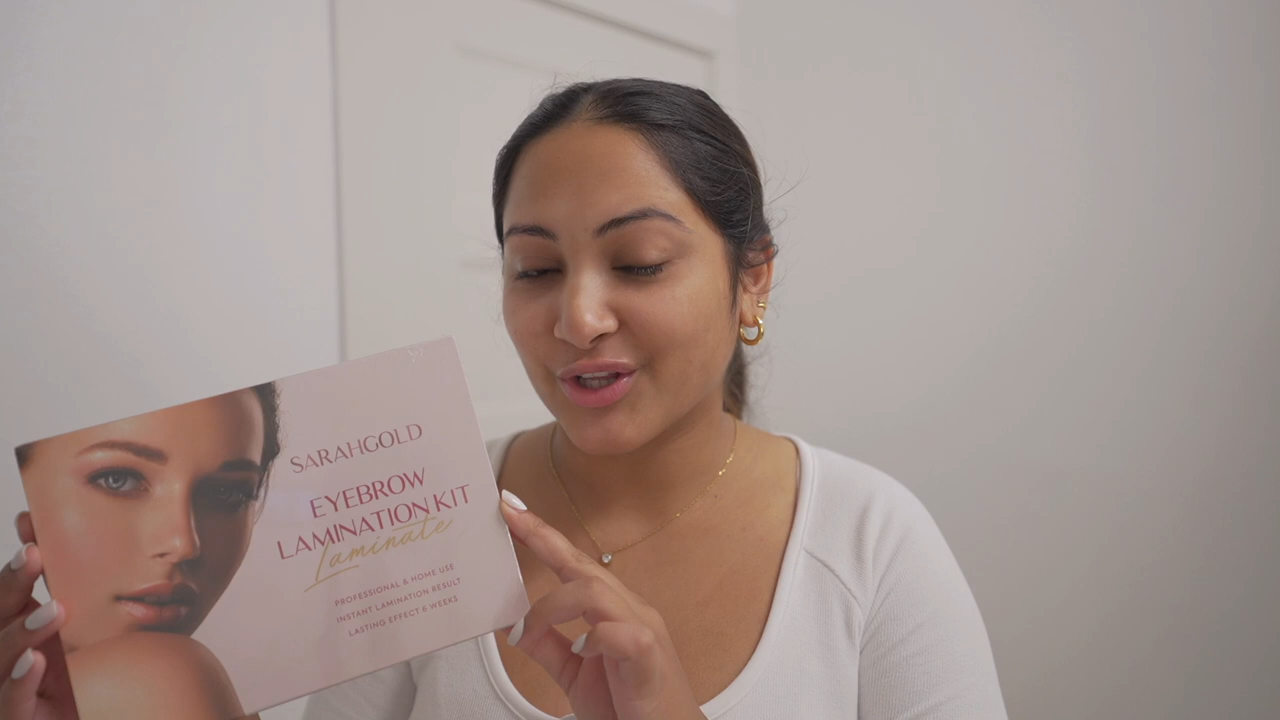 SARAHGOLD
EYEBROW
LAMINATION KIT
Laminate
PROFESSIONAL & HOME USE
INSTANT LAMINATION RESULT
LASTING EFFECT 6 WEEKS